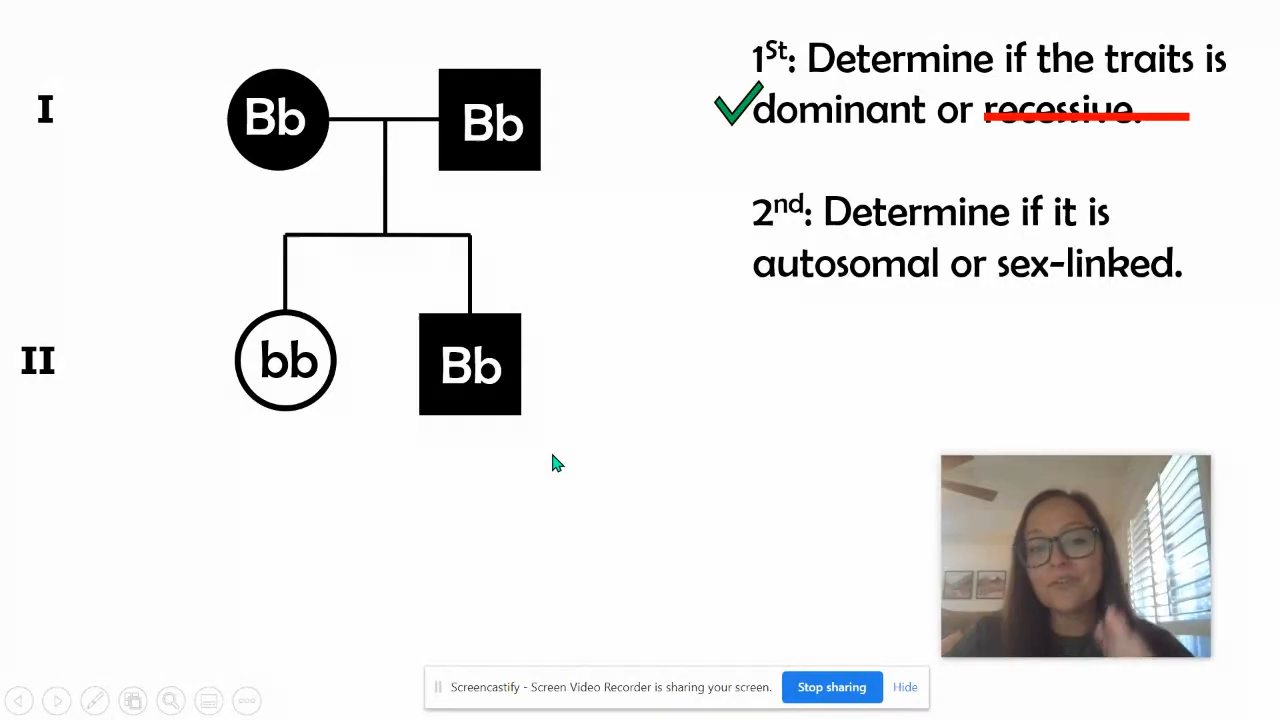 1st: Determine if the traits is
dominant or recessive.
2nd: Determine if it is
autosomal or sex-linked.
I
Bb
Bb
II
bb
Bb
Screencastify - Screen Video Recorder is sharing your screen.
Stop sharing
Hide